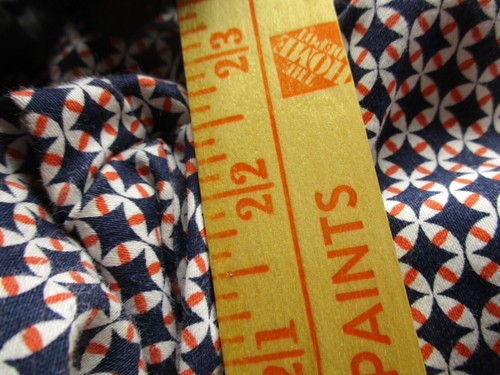 23
22
21
THE
HOME
DEPOT
PAINTS